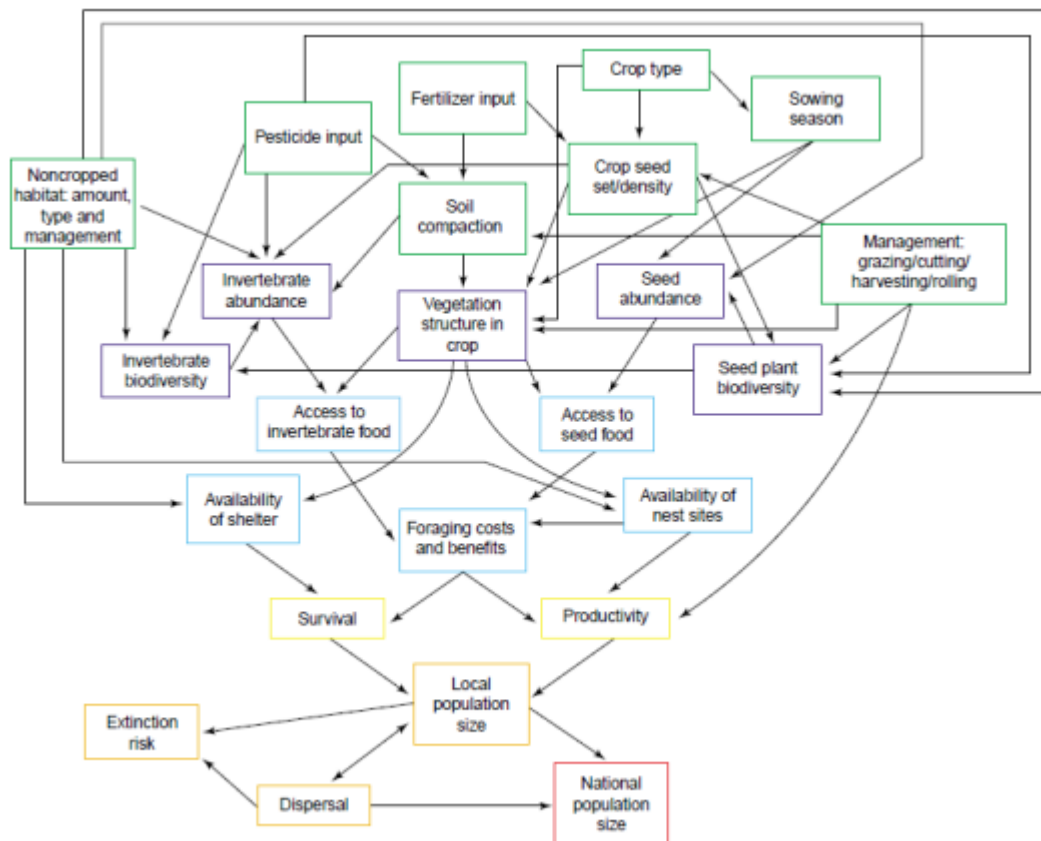 Crop type
Fertilizer input
Sowing
season
Pesticide input
Noncropped
habitat: amount,
type and
management
Crop seed
set/density
Soil
compaction
Management:
grazing/cutting/
harvesting/rolling
Invertebrate
abundance
Seed
abundance
Vegetation
structure in
crop
Invertebrate
biodiversity
Seed plant
biodiversity
Access to
invertebrate food
Access to
seed food
Availability
of shelter
Availability of
nest sites
Foraging costs
and benefits
Survival
Productivity
Local
population
size
Extinction
risk
Dispersal
National
population
size